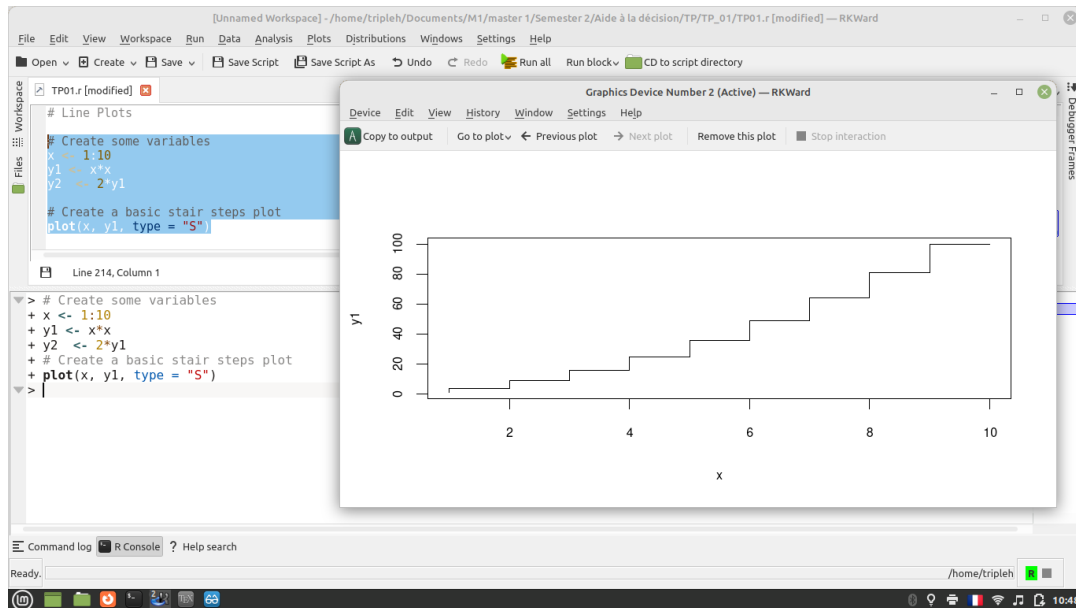 [Unnamed Workspace] - /home/tripleh/Documents/M1/master 1/Semester 2/Aide à la décision/TP/TP_01/TP01.r [modified] — RKWard
File Edit View Workspace Run Data Analysis Plots Distributions Windows Settings Help
Open Create Save Save Script Save Script As Undo Redo Run all Run block CD to script directory
Workspace
Files
TP01.r [modified]
# Line Plots
# Create some variables
x <- 1:10
y1 <- x*x
y2 <- 2*y1
# Create a basic stair steps plot
plot(x, y1, type = "S")
Line 214, Column 1
> # Create some variables
+ x <- 1:10
+ y1 <- x*x
+ y2 <- 2*y1
+ # Create a basic stair steps plot
+ plot(x, y1, type = "S")
>
Graphics Device Number 2 (Active) — RKWard
Device Edit View History Window Settings Help
A Copy to output Go to plot Previous plot Next plot Remove this plot Stop interaction
100
80
60
40
20
0
y1
2 4 6 8 10
x
Debugger Frames
Command log R Console ? Help search
Ready.
/home/tripleh R
10:48